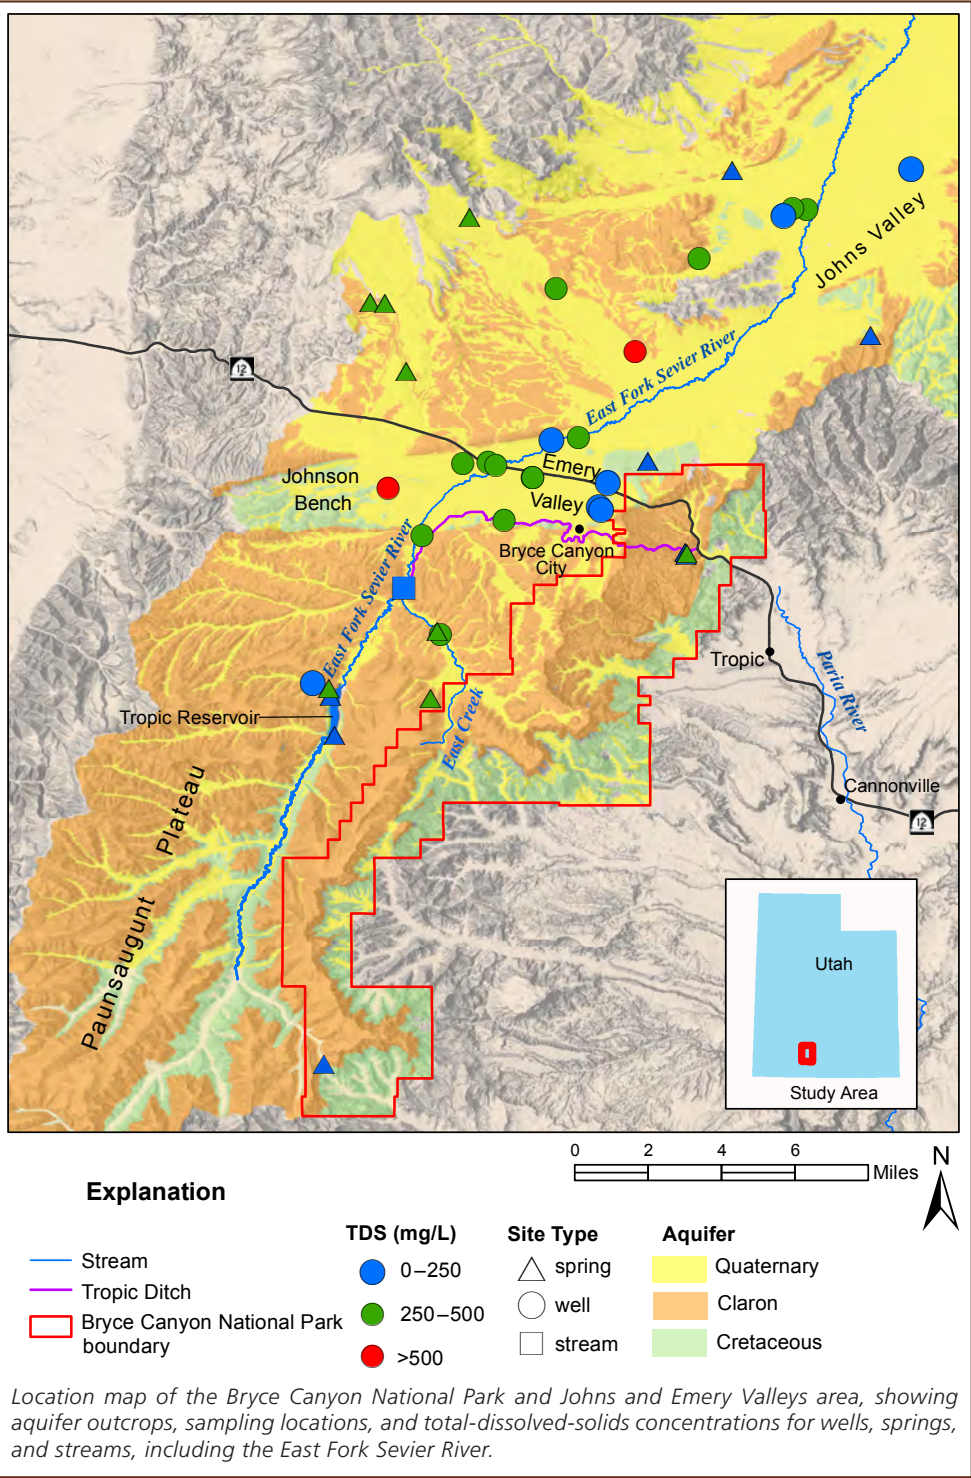 Johns Valley
12
East Fork Sevier River
Emery
Valley
Johnson
Bench
Bryce Canyon
City
East Fork Sevier River
Tropic
Paria River
Tropic Reservoir
East Creek
Cannonville
12
Paunsaugunt Plateau
Utah
Study Area
0 2 4 6
Miles
N
Explanation
Stream
Tropic Ditch
Bryce Canyon National Park
boundary
TDS (mg/L)
0–250
250–500
>500
Site Type
spring
well
stream
Aquifer
Quaternary
Claron
Cretaceous
Location map of the Bryce Canyon National Park and Johns and Emery Valleys area, showing
aquifer outcrops, sampling locations, and total-dissolved-solids concentrations for wells, springs,
and streams, including the East Fork Sevier River.